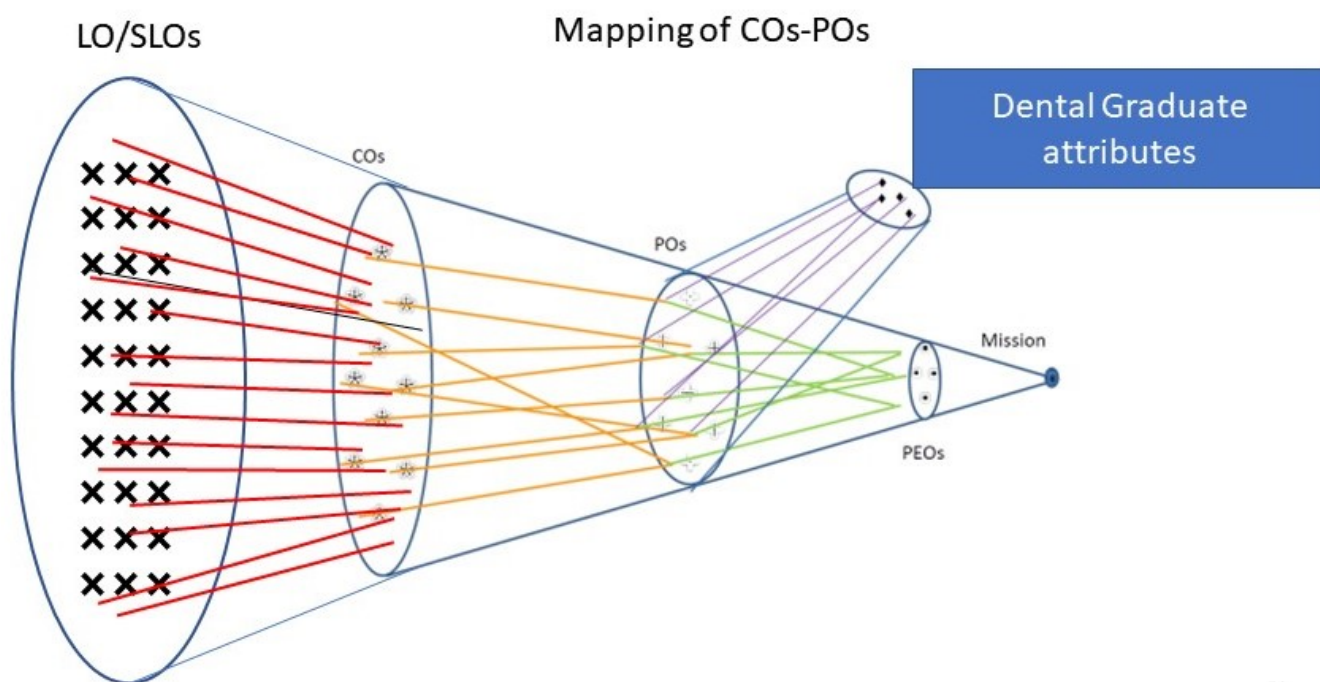 LO/SLOs
Mapping of COs-POs
Dental Graduate
attributes
COs
POs
Mission
PEOs